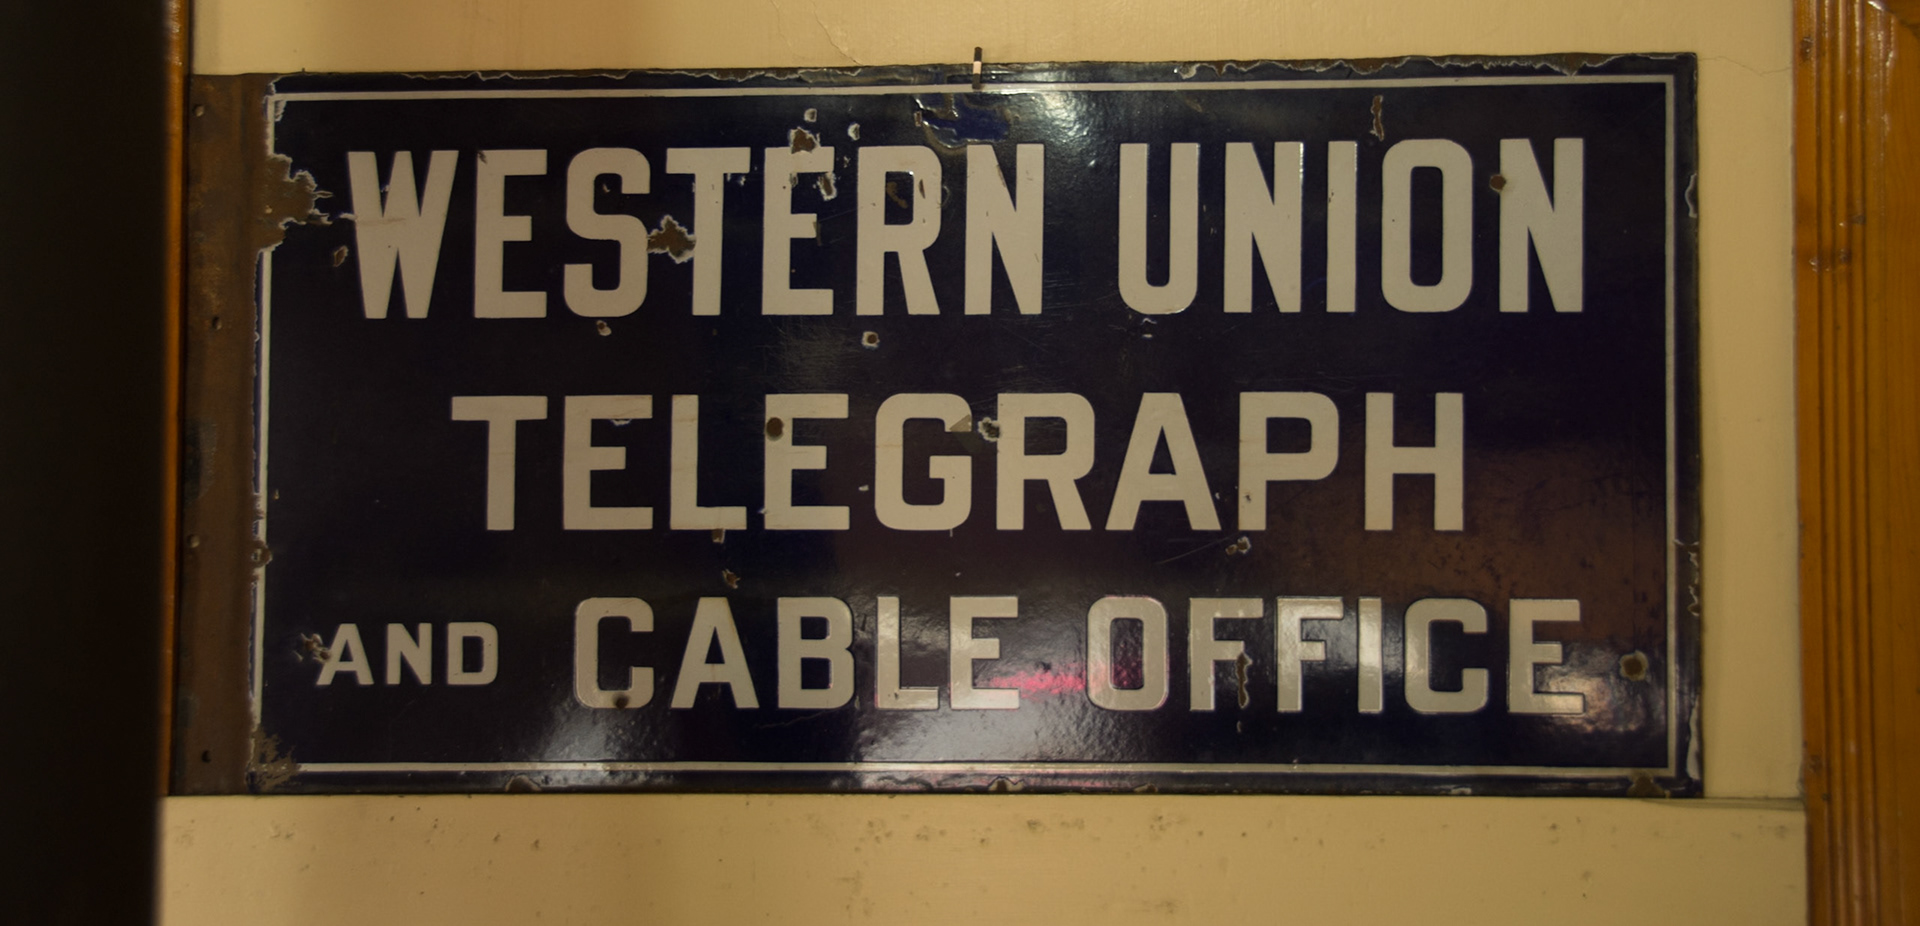 WESTERN UNION
TELEGRAPH
AND CABLE OFFICE